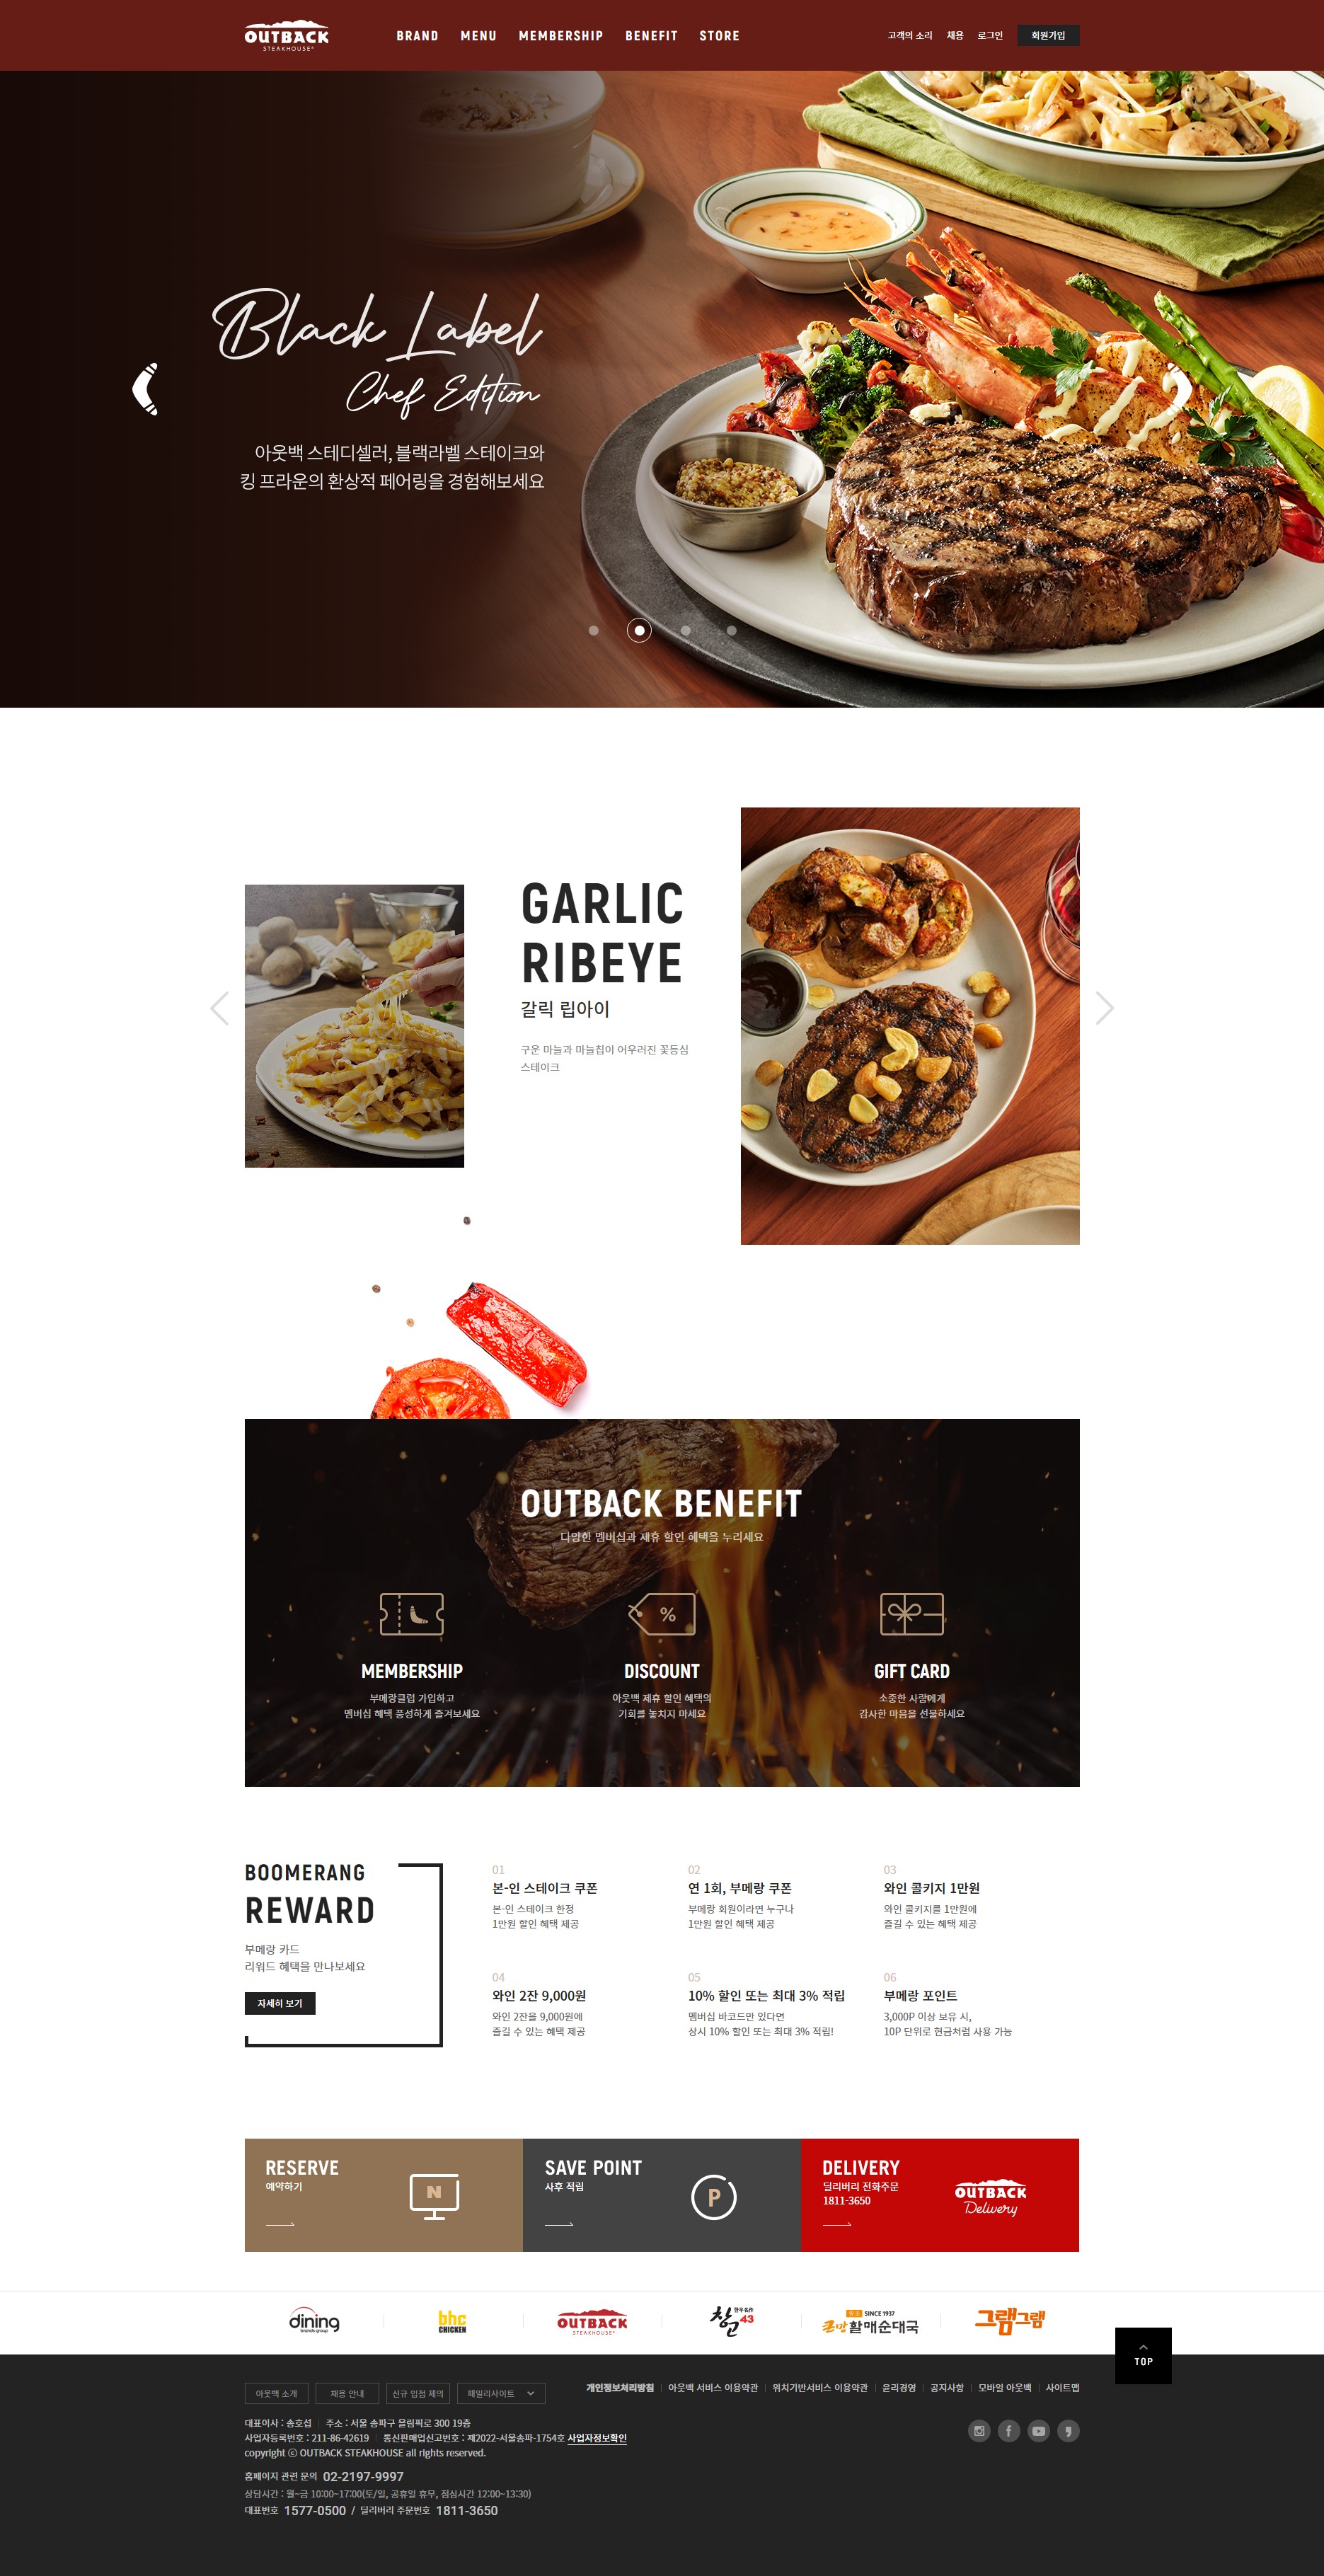 OUTBACK
STEAKHOUSE®
BRAND MENU MEMBERSHIP BENEFIT STORE
고객의 소리 채용 로그인 회원가입
Black Label
Chef Edition
아웃백 스테디셀러, 블랙라벨 스테이크와
킹 프라운의 환상적 페어링을 경험해보세요
GARLIC
RIBEYE
갈릭 립아이
구운 마늘과 마늘칩이 어우러진 꽃등심
스테이크
OUTBACK BENEFIT
다양한 멤버십과 제휴 할인 혜택을 누리세요
%
MEMBERSHIP
부메랑클럽 가입하고
멤버십 혜택 풍성하게 즐겨보세요
DISCOUNT
아웃백 제휴 할인 혜택의
기회를 놓치지 마세요
GIFT CARD
소중한 사람에게
감사한 마음을 선물하세요
BOOMERANG
REWARD
부메랑 카드
리워드 혜택을 만나보세요
자세히 보기
01
본-인 스테이크 쿠폰
본-인 스테이크 한정
1만원 할인 혜택 제공
02
연 1회, 부메랑 쿠폰
부메랑 회원이라면 누구나
1만원 할인 혜택 제공
03
와인 콜키지 1만원
와인 콜키지를 1만원에
즐길 수 있는 혜택 제공
04
와인 2잔 9,000원
와인 2잔을 9,000원에
즐길 수 있는 혜택 제공
05
10% 할인 또는 최대 3% 적립
멤버십 바코드만 있다면
상시 10% 할인 또는 최대 3% 적립!
06
부메랑 포인트
3,000P 이상 보유 시,
10P 단위로 현금처럼 사용 가능
RESERVE
예약하기
N
SAVE POINT
사후 적립
P
DELIVERY
딜리버리 전화주문
1811-3650
OUTBACK
Delivery
dining
brands group
bhc
CHICKEN
OUTBACK
STEAKHOUSE®
창고
43
SINCE 1937
큰맘할매순대국
그램그램
TOP
아웃백 소개 채용 안내 신규 입점 제의 패밀리사이트
개인정보처리방침 | 아웃백 서비스 이용약관 | 위치기반서비스 이용약관 | 윤리경영 | 공지사항 | 모바일 아웃백 | 사이트맵
대표이사 : 송호섭 | 주소 : 서울 송파구 올림픽로 300 19층
사업자등록번호 : 211-86-42619 | 통신판매업신고번호 : 제2022-서울송파-1754호 사업자정보확인
copyright ⓒ OUTBACK STEAKHOUSE all rights reserved.
홈페이지 관련 문의 02-2197-9997
상담시간 : 월~금 10:00~17:00(토/일, 공휴일 휴무, 점심시간 12:00~13:30)
대표번호 1577-0500 / 딜리버리 주문번호 1811-3650